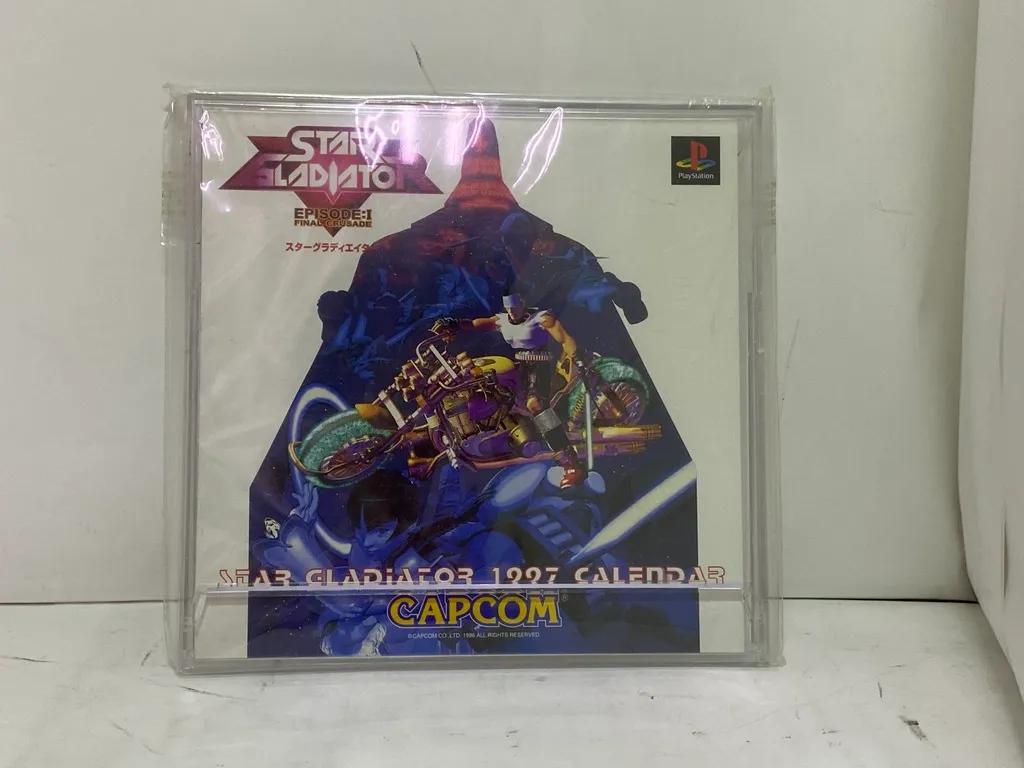 STAR
GLADIATOR
EPISODE:I
FINAL CRUSADE
スターグラディエイター
PlayStation
STAR GLADIATOR 1997 CALENDAR
CAPCOM®
©CAPCOM CO.,LTD. 1996 ALL RIGHTS RESERVED.